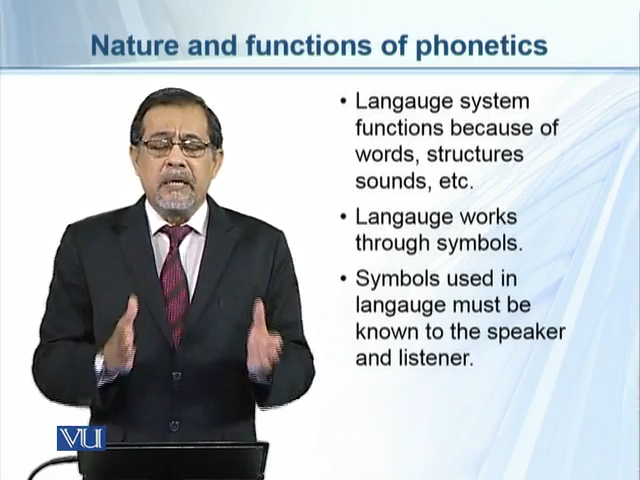 Nature and functions of phonetics
• Langauge system
functions because of
words, structures
sounds, etc.
• Langauge works
through symbols.
• Symbols used in
langauge must be
known to the speaker
and listener.
VU